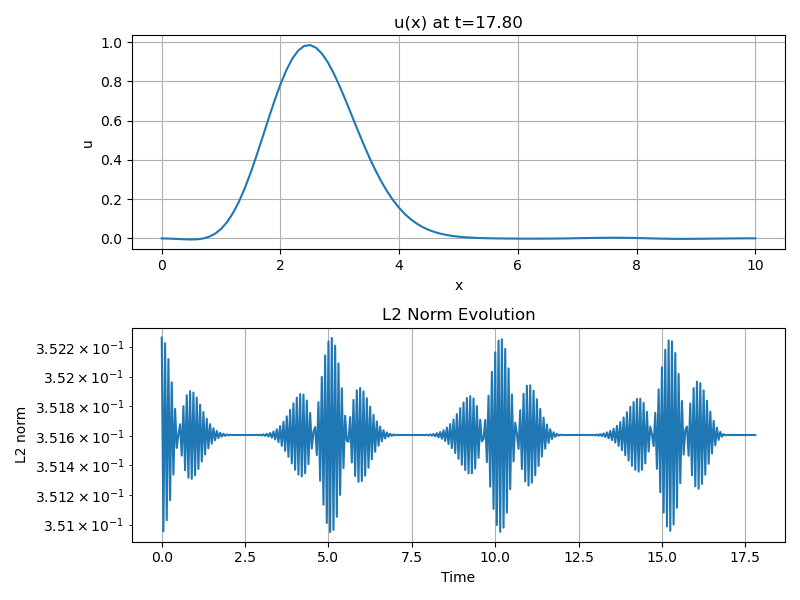 u(x) at t=17.80
1.0
0.8
0.6
0.4
0.2
0.0
u
0 2 4 6 8 10
x
L2 Norm Evolution
3.522 × 10⁻¹
3.52 × 10⁻¹
3.518 × 10⁻¹
3.516 × 10⁻¹
3.514 × 10⁻¹
3.512 × 10⁻¹
3.51 × 10⁻¹
L2 norm
0.0 2.5 5.0 7.5 10.0 12.5 15.0 17.5
Time